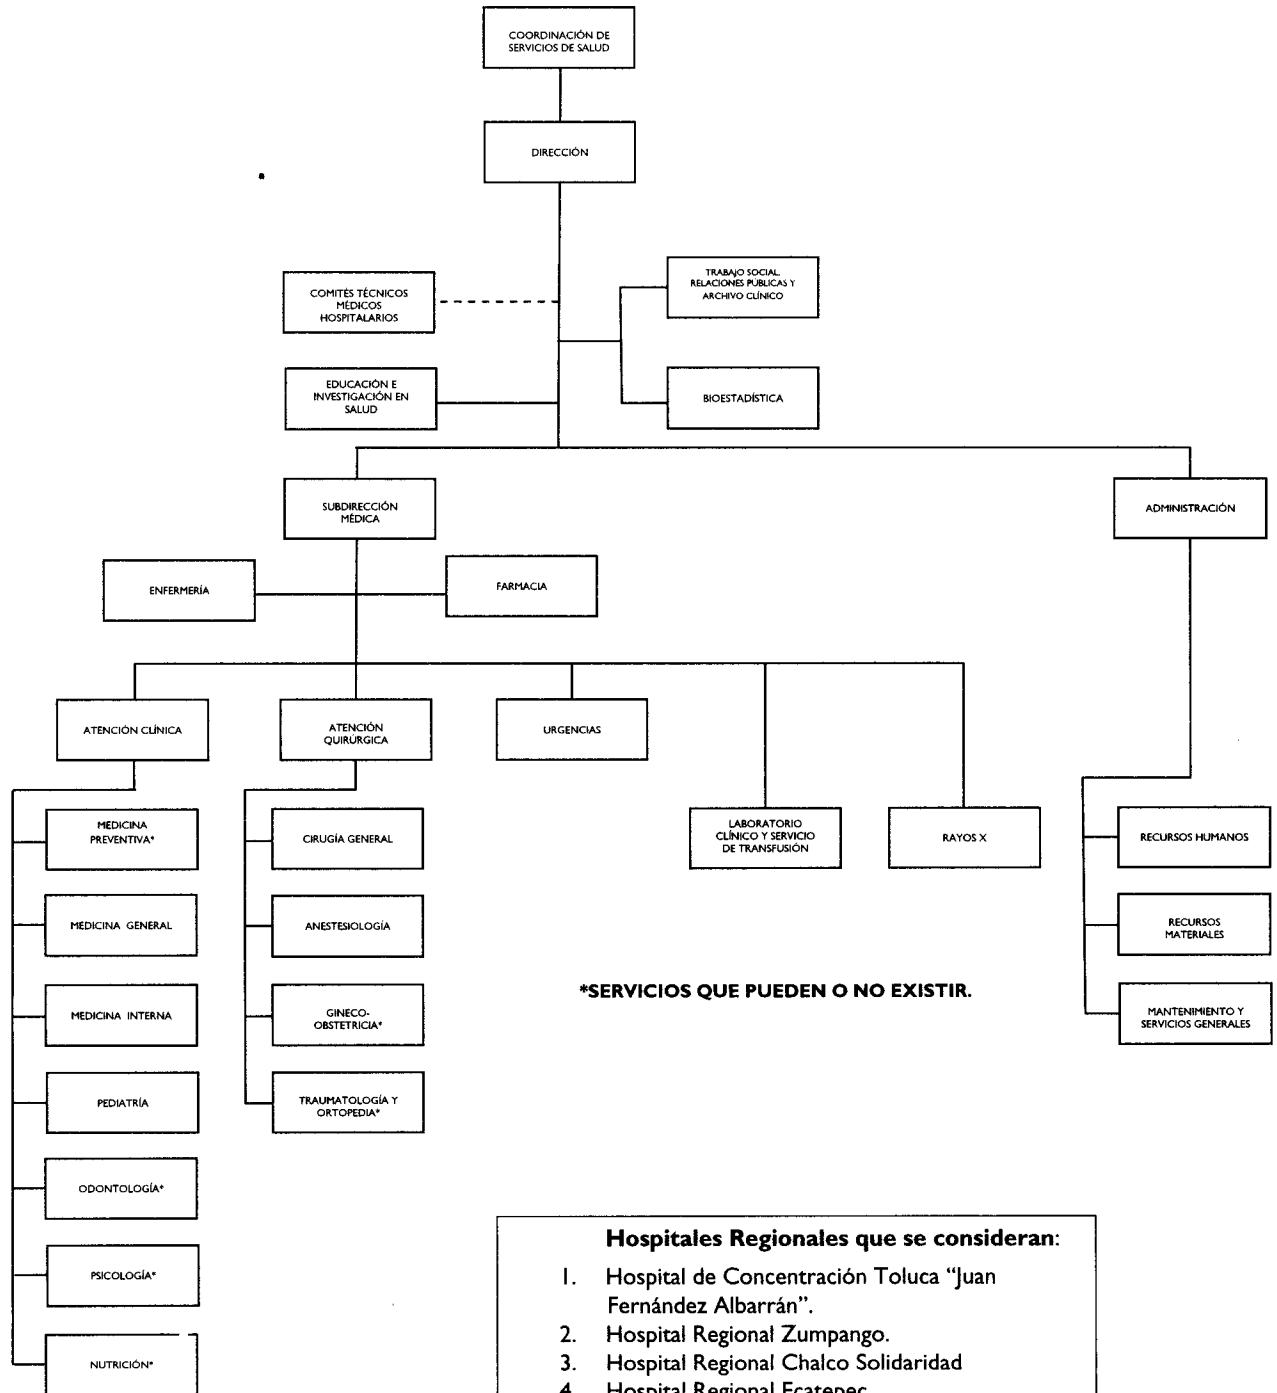 COORDINACIÓN DE
SERVICIOS DE SALUD
DIRECCIÓN
COMITÉS TÉCNICOS
MÉDICOS
HOSPITALARIOS
TRABAJO SOCIAL,
RELACIONES PÚBLICAS Y
ARCHIVO CLÍNICO
EDUCACIÓN E
INVESTIGACIÓN EN
SALUD
BIOESTADÍSTICA
SUBDIRECCIÓN
MÉDICA
ADMINISTRACIÓN
ENFERMERÍA
FARMACIA
ATENCIÓN CLÍNICA
ATENCIÓN
QUIRÚRGICA
URGENCIAS
LABORATORIO
CLÍNICO Y SERVICIO
DE TRANSFUSIÓN
RAYOS X
MEDICINA
PREVENTIVA*
MEDICINA GENERAL
MEDICINA INTERNA
PEDIATRÍA
ODONTOLOGÍA*
PSICOLOGÍA*
NUTRICIÓN*
CIRUGÍA GENERAL
ANESTESIOLOGÍA
GINECO-
OBSTETRICIA*
TRAUMATOLOGÍA Y
ORTOPEDIA*
RECURSOS HUMANOS
RECURSOS
MATERIALES
MANTENIMIENTO Y
SERVICIOS GENERALES
*SERVICIOS QUE PUEDEN O NO EXISTIR.
Hospitales Regionales que se consideran:
1. Hospital de Concentración Toluca “Juan
Fernández Albarrán”.
2. Hospital Regional Zumpango.
3. Hospital Regional Chalco Solidaridad
4. Hospital Regional Ecatepec